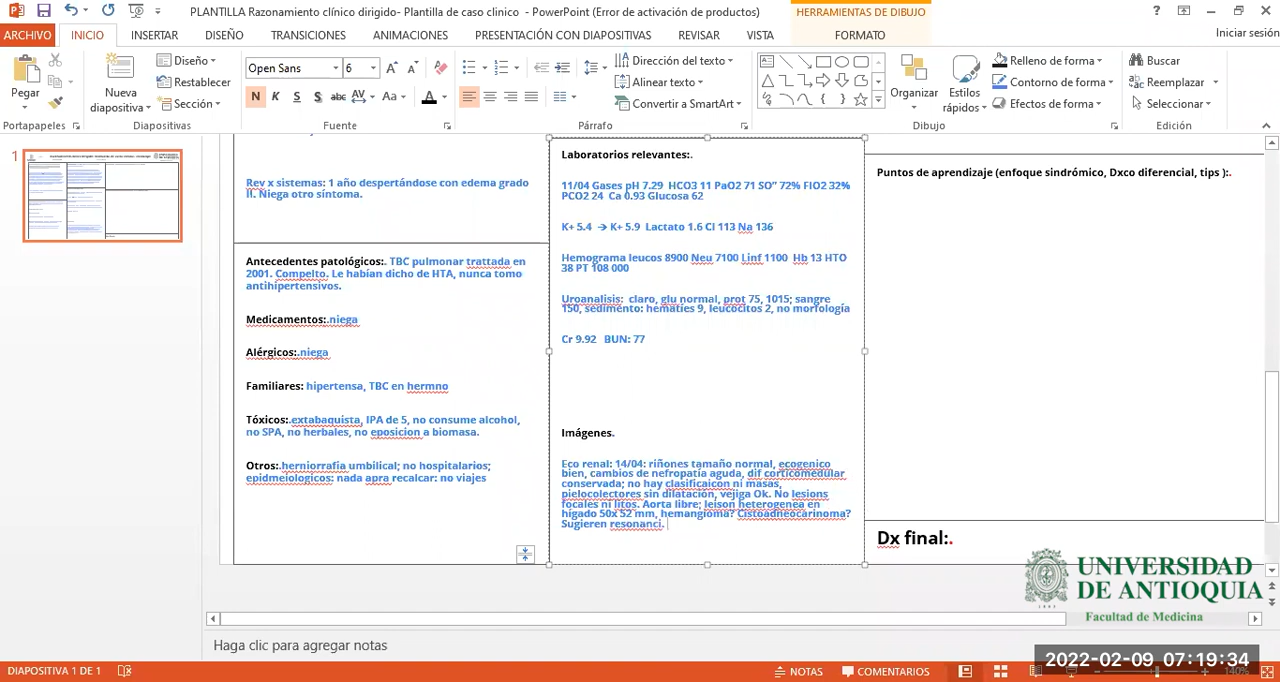 PLANTILLA Razonamiento clínico dirigido- Plantilla de caso clinico - PowerPoint (Error de activación de productos)
HERRAMIENTAS DE DIBUJO
ARCHIVO INICIO INSERTAR DISEÑO TRANSICIONES ANIMACIONES PRESENTACIÓN CON DIAPOSITIVAS REVISAR VISTA FORMATO
Iniciar sesión
Pegar
Nueva
diapositiva
Diseño
Restablecer
Sección
Open Sans 6
N K S S abc AV Aa A
Dirección del texto
Alinear texto
Convertir a SmartArt
Organizar
Estilos
rápidos
Relleno de forma
Contorno de forma
Efectos de forma
Buscar
Reemplazar
Seleccionar
Portapapeles Diapositivas Fuente Párrafo Dibujo Edición
1
Rev x sistemas: 1 año despertándose con edema grado
II. Niega otro síntoma.
Antecedentes patológicos:. TBC pulmonar trattada en
2001. Compelto. Le habían dicho de HTA, nunca tomo
antihipertensivos.
Medicamentos:.niega
Alérgicos:.niega
Familiares: hipertensa, TBC en hermno
Tóxicos:.extabaquista, IPA de 5, no consume alcohol,
no SPA, no herbales, no eposicion a biomasa.
Otros:.herniorrafia umbilical; no hospitalarios;
epidmeiologicos: nada apra recalcar: no viajes
Laboratorios relevantes:.
11/04 Gases pH 7.29 HCO3 11 PaO2 71 SO” 72% FIO2 32%
PCO2 24 Ca 0.93 Glucosa 62
K+ 5.4 → K+ 5.9 Lactato 1.6 Cl 113 Na 136
Hemograma leucos 8900 Neu 7100 Linf 1100 Hb 13 HTO
38 PT 108 000
Uroanalisis: claro, glu normal, prot 75, 1015; sangre
150, sedimento: hematíes 9, leucocitos 2, no morfología
Cr 9.92 BUN: 77
Imágenes.
Eco renal: 14/04: riñones tamaño normal, ecogenico
bien, cambios de nefropatía aguda, dif corticomedular
conservada; no hay clasificaicon ni masas,
pielocolectores sin dilatación, vejiga Ok. No lesions
focales ni litos. Aorta libre; leison heterogenea en
higado 50x 52 mm, hemangioma? Cistoadneocarinoma?
Sugieren resonanci.
Puntos de aprendizaje (enfoque sindrómico, Dxco diferencial, tips ):.
Dx final:.
UNIVERSIDAD
DE ANTIOQUIA
Facultad de Medicina
Haga clic para agregar notas
DIAPOSITIVA 1 DE 1
NOTAS
COMENTARIOS
2022-02-09 07:19:34